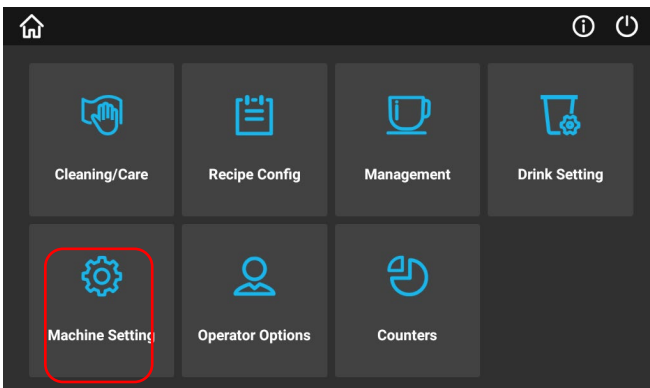 Cleaning/Care
Recipe Config
Management
Drink Setting
Machine Setting
Operator Options
Counters